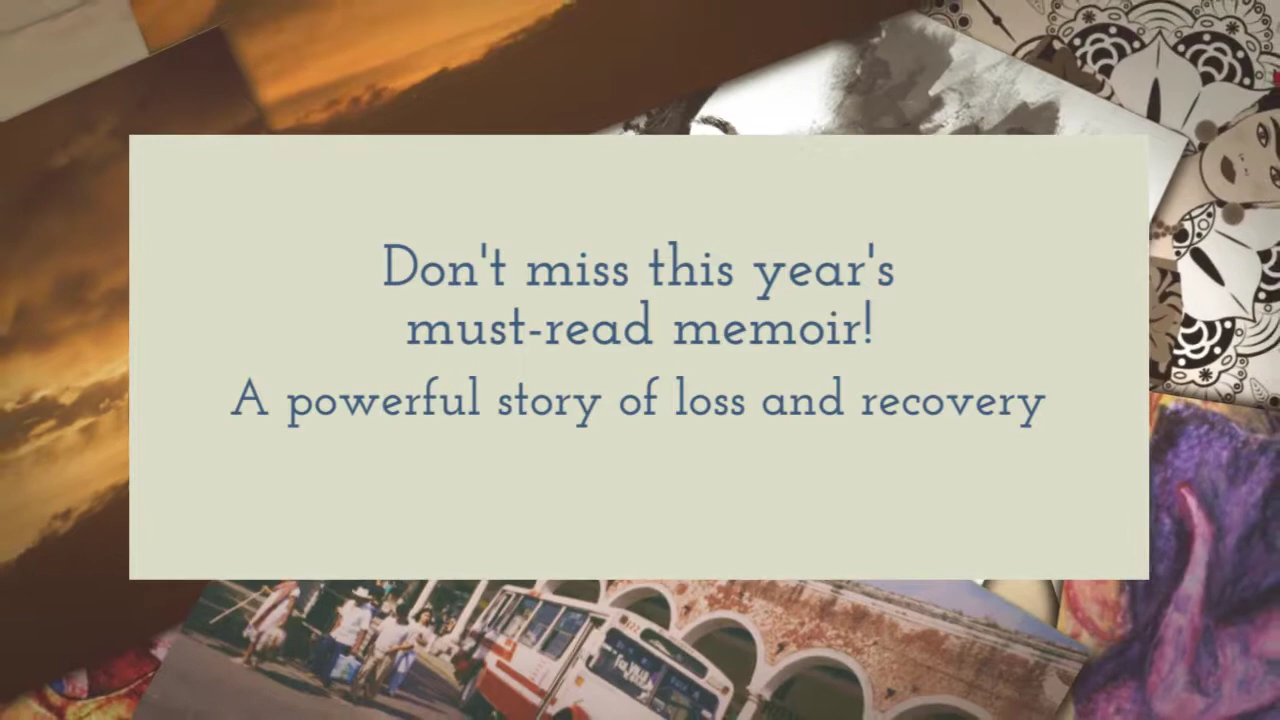 Don't miss this year's
must-read memoir!
A powerful story of loss and recovery